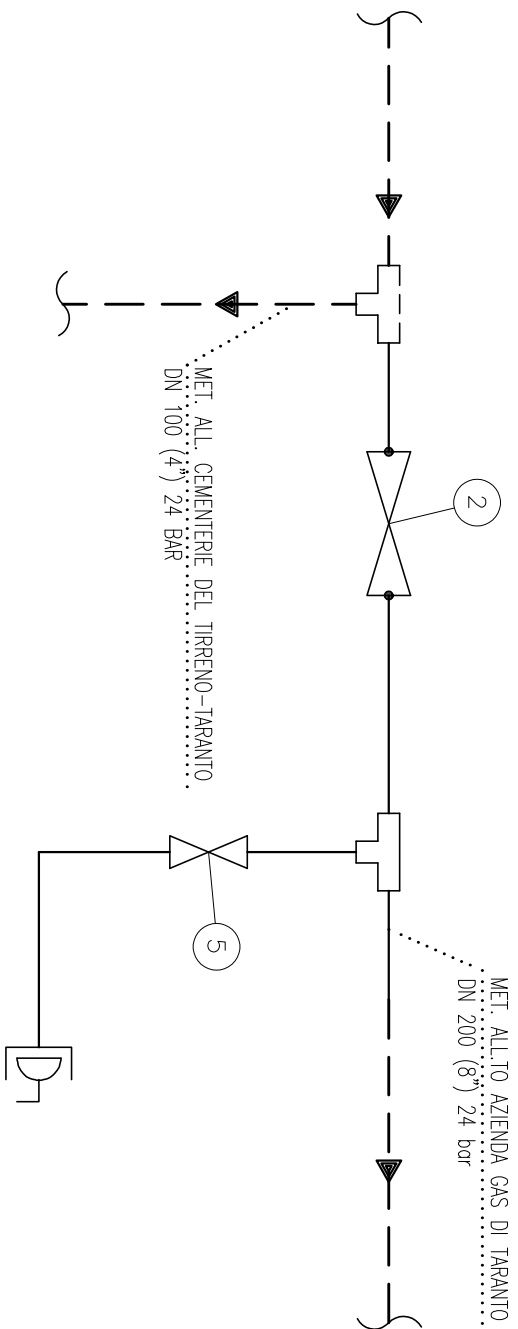 MET. ALL.TO AZIENDA GAS DI TARANTO
DN 200 (8") 24 bar
2
MET. ALL. CEMENTERIE DEL TIRRENO-TARANTO
DN 100 (4") 24 BAR
5